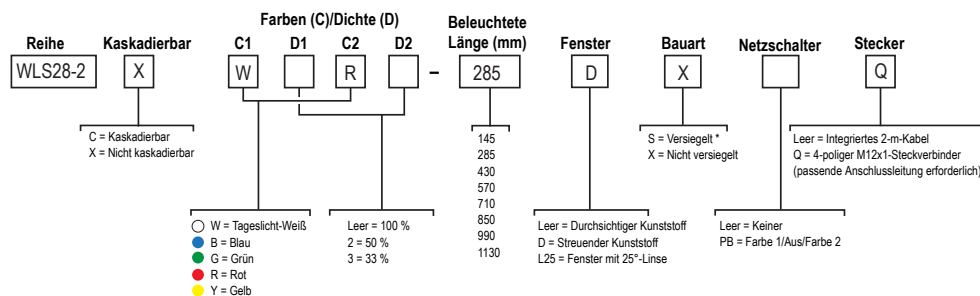 Farben (C)/Dichte (D)
Beleuchtete
Länge (mm)
Reihe
Kaskadierbar
C1
D1
C2
D2
Fenster
Bauart
Netzschalter
Stecker
WLS28-2
X
W
R
–
285
D
X
Q
C = Kaskadierbar
X = Nicht kaskadierbar
W = Tageslicht-Weiß
B = Blau
G = Grün
R = Rot
Y = Gelb
Leer = 100 %
2 = 50 %
3 = 33 %
145
285
430
570
710
850
990
1130
Leer = Durchsichtiger Kunststoff
D = Streuender Kunststoff
L25 = Fenster mit 25°-Linse
S = Versiegelt *
X = Nicht versiegelt
Leer = Keiner
PB = Farbe 1/Aus/Farbe 2
Leer = Integriertes 2-m-Kabel
Q = 4-poliger M12x1-Steckverbinder
(passende Anschlussleitung erforderlich)